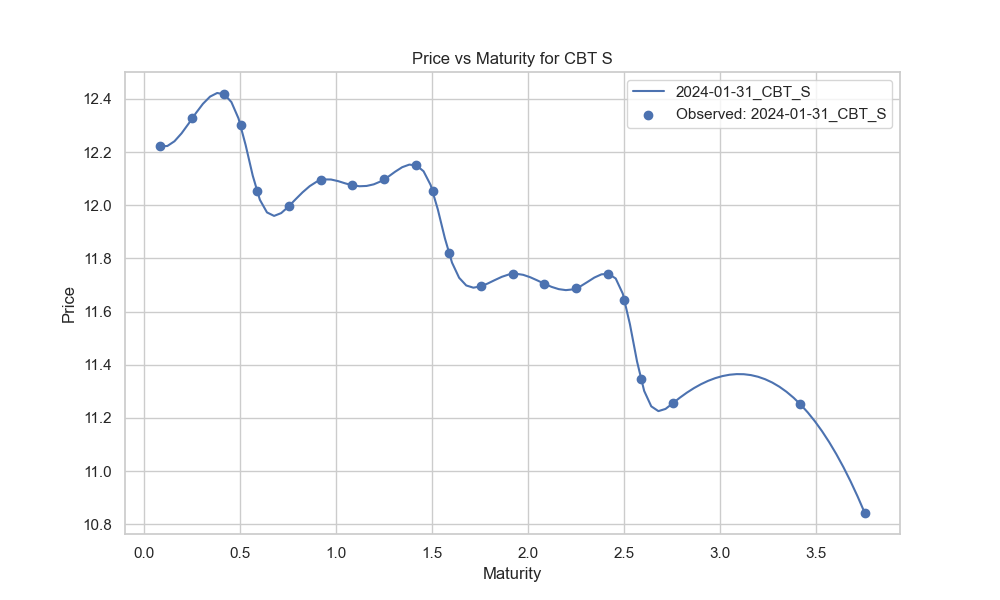 Price vs Maturity for CBT S
2024-01-31_CBT_S
Observed: 2024-01-31_CBT_S
12.4
12.2
12.0
11.8
11.6
11.4
11.2
11.0
10.8
Price
0.0 0.5 1.0 1.5 2.0 2.5 3.0 3.5
Maturity